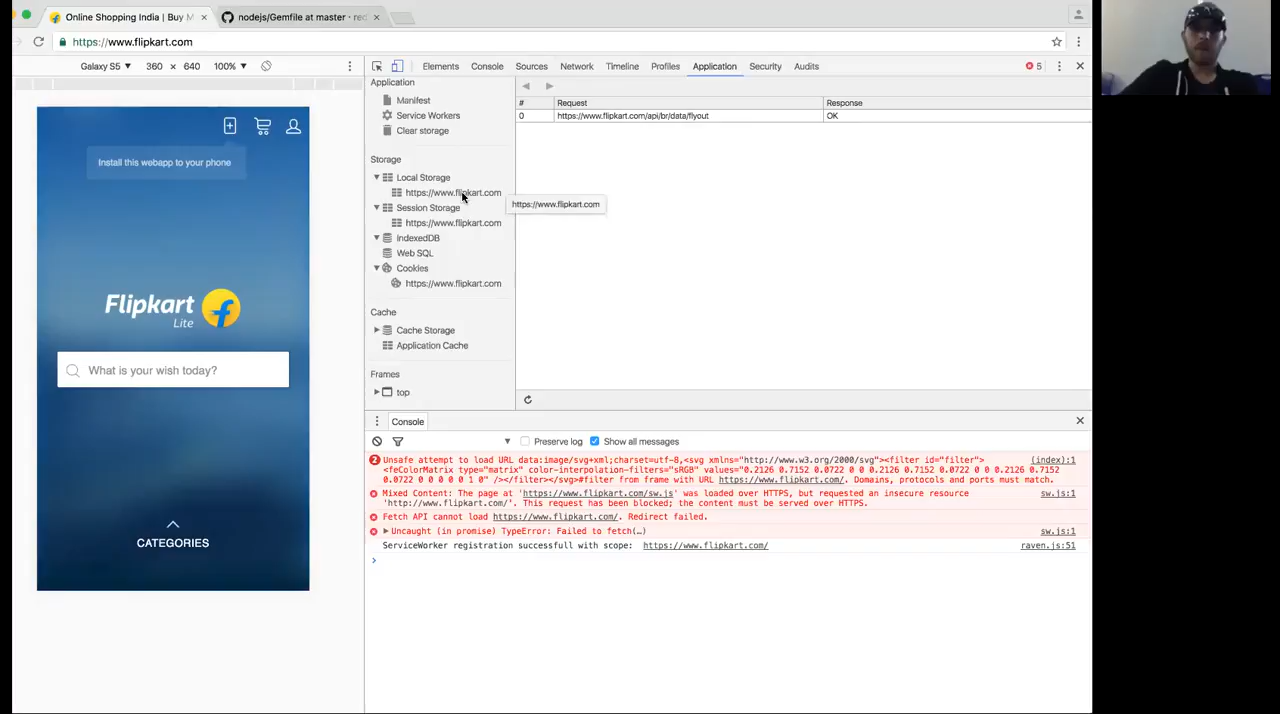 Online Shopping India | Buy M
nodejs/Gemfile at master · re
https://www.flipkart.com
Galaxy S5 ▼ 360 × 640 100% ▼
Elements Console Sources Network Timeline Profiles Application Security Audits 5
Application
Manifest
Service Workers
Clear storage
Storage
Local Storage
https://www.flipkart.com
Session Storage
https://www.flipkart.com
IndexedDB
Web SQL
Cookies
https://www.flipkart.com
Cache
Cache Storage
Application Cache
Frames
top
# Request Response
0 https://www.flipkart.com/api/br/data/flyout OK
https://www.flipkart.com
Install this webapp to your phone
Flipkart
Lite
What is your wish today?
CATEGORIES
Console
Preserve log Show all messages
2 Unsafe attempt to load URL data:image/svg+xml;charset=utf-8,<svg xmlns="http://www.w3.org/2000/svg"><filter id="filter"> (index):1
<feColorMatrix type="matrix" color-interpolation-filters="sRGB" values="0.2126 0.7152 0.0722 0 0 0.2126 0.7152 0.0722 0 0 0.2126 0.7152
0.0722 0 0 0 0 0 1 0" /></filter></svg>#filter from frame with URL https://www.flipkart.com/. Domains, protocols and ports must match.
Mixed Content: The page at 'https://www.flipkart.com/sw.js' was loaded over HTTPS, but requested an insecure resource sw.js:1
'http://www.flipkart.com/'. This request has been blocked; the content must be served over HTTPS.
Fetch API cannot load https://www.flipkart.com/. Redirect failed.
Uncaught (in promise) TypeError: Failed to fetch(…) sw.js:1
ServiceWorker registration successfull with scope: https://www.flipkart.com/ raven.js:51